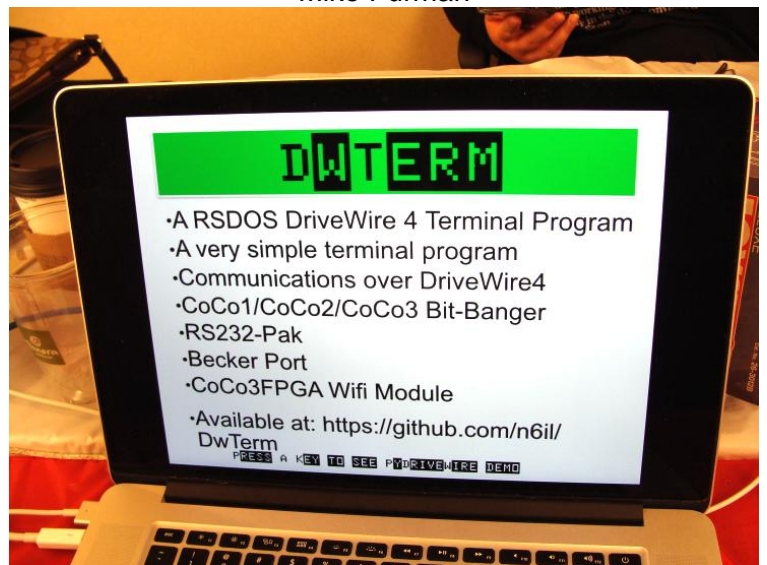 DWTERM
·A RSDOS DriveWire 4 Terminal Program
·A very simple terminal program
·Communications over DriveWire4
·CoCo1/CoCo2/CoCo3 Bit-Banger
·RS232-Pak
·Becker Port
·CoCo3FPGA Wifi Module
·Available at: https://github.com/n6il/
DwTerm
PRESS A KEY TO SEE PYDRIVEWIRE DEMO